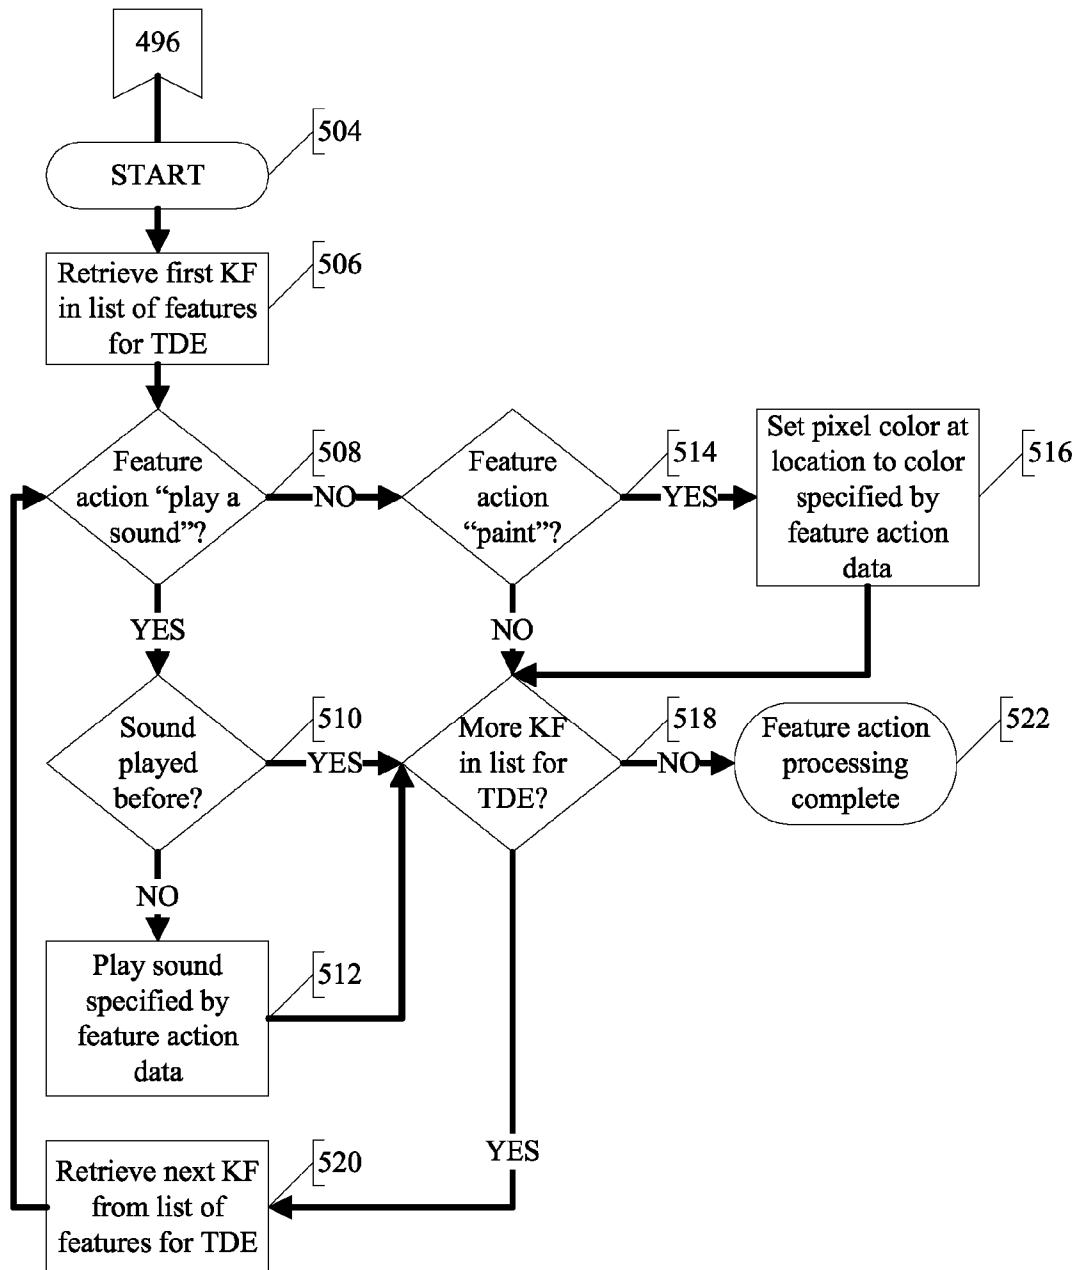 496
504
START
506
Retrieve first KF
in list of features
for TDE
508
Feature
action “play a
sound”?
NO
514
Feature
action
“paint”?
YES
516
Set pixel color at
location to color
specified by
feature action
data
YES
NO
510
Sound
played
before?
YES
518
More KF
in list for
TDE?
NO
522
Feature action
processing
complete
NO
512
Play sound
specified by
feature action
data
YES
520
Retrieve next KF
from list of
features for TDE